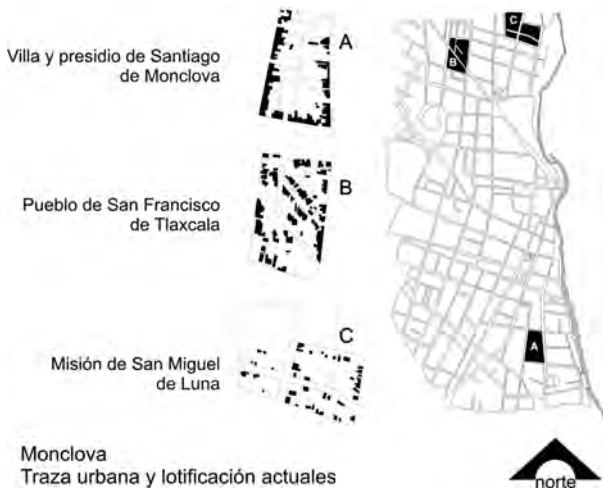 Villa y presidio de Santiago
de Monclova
A
Pueblo de San Francisco
de Tlaxcala
B
Misión de San Miguel
de Luna
C
C
B
A
Monclova
Traza urbana y lotificación actuales
norte